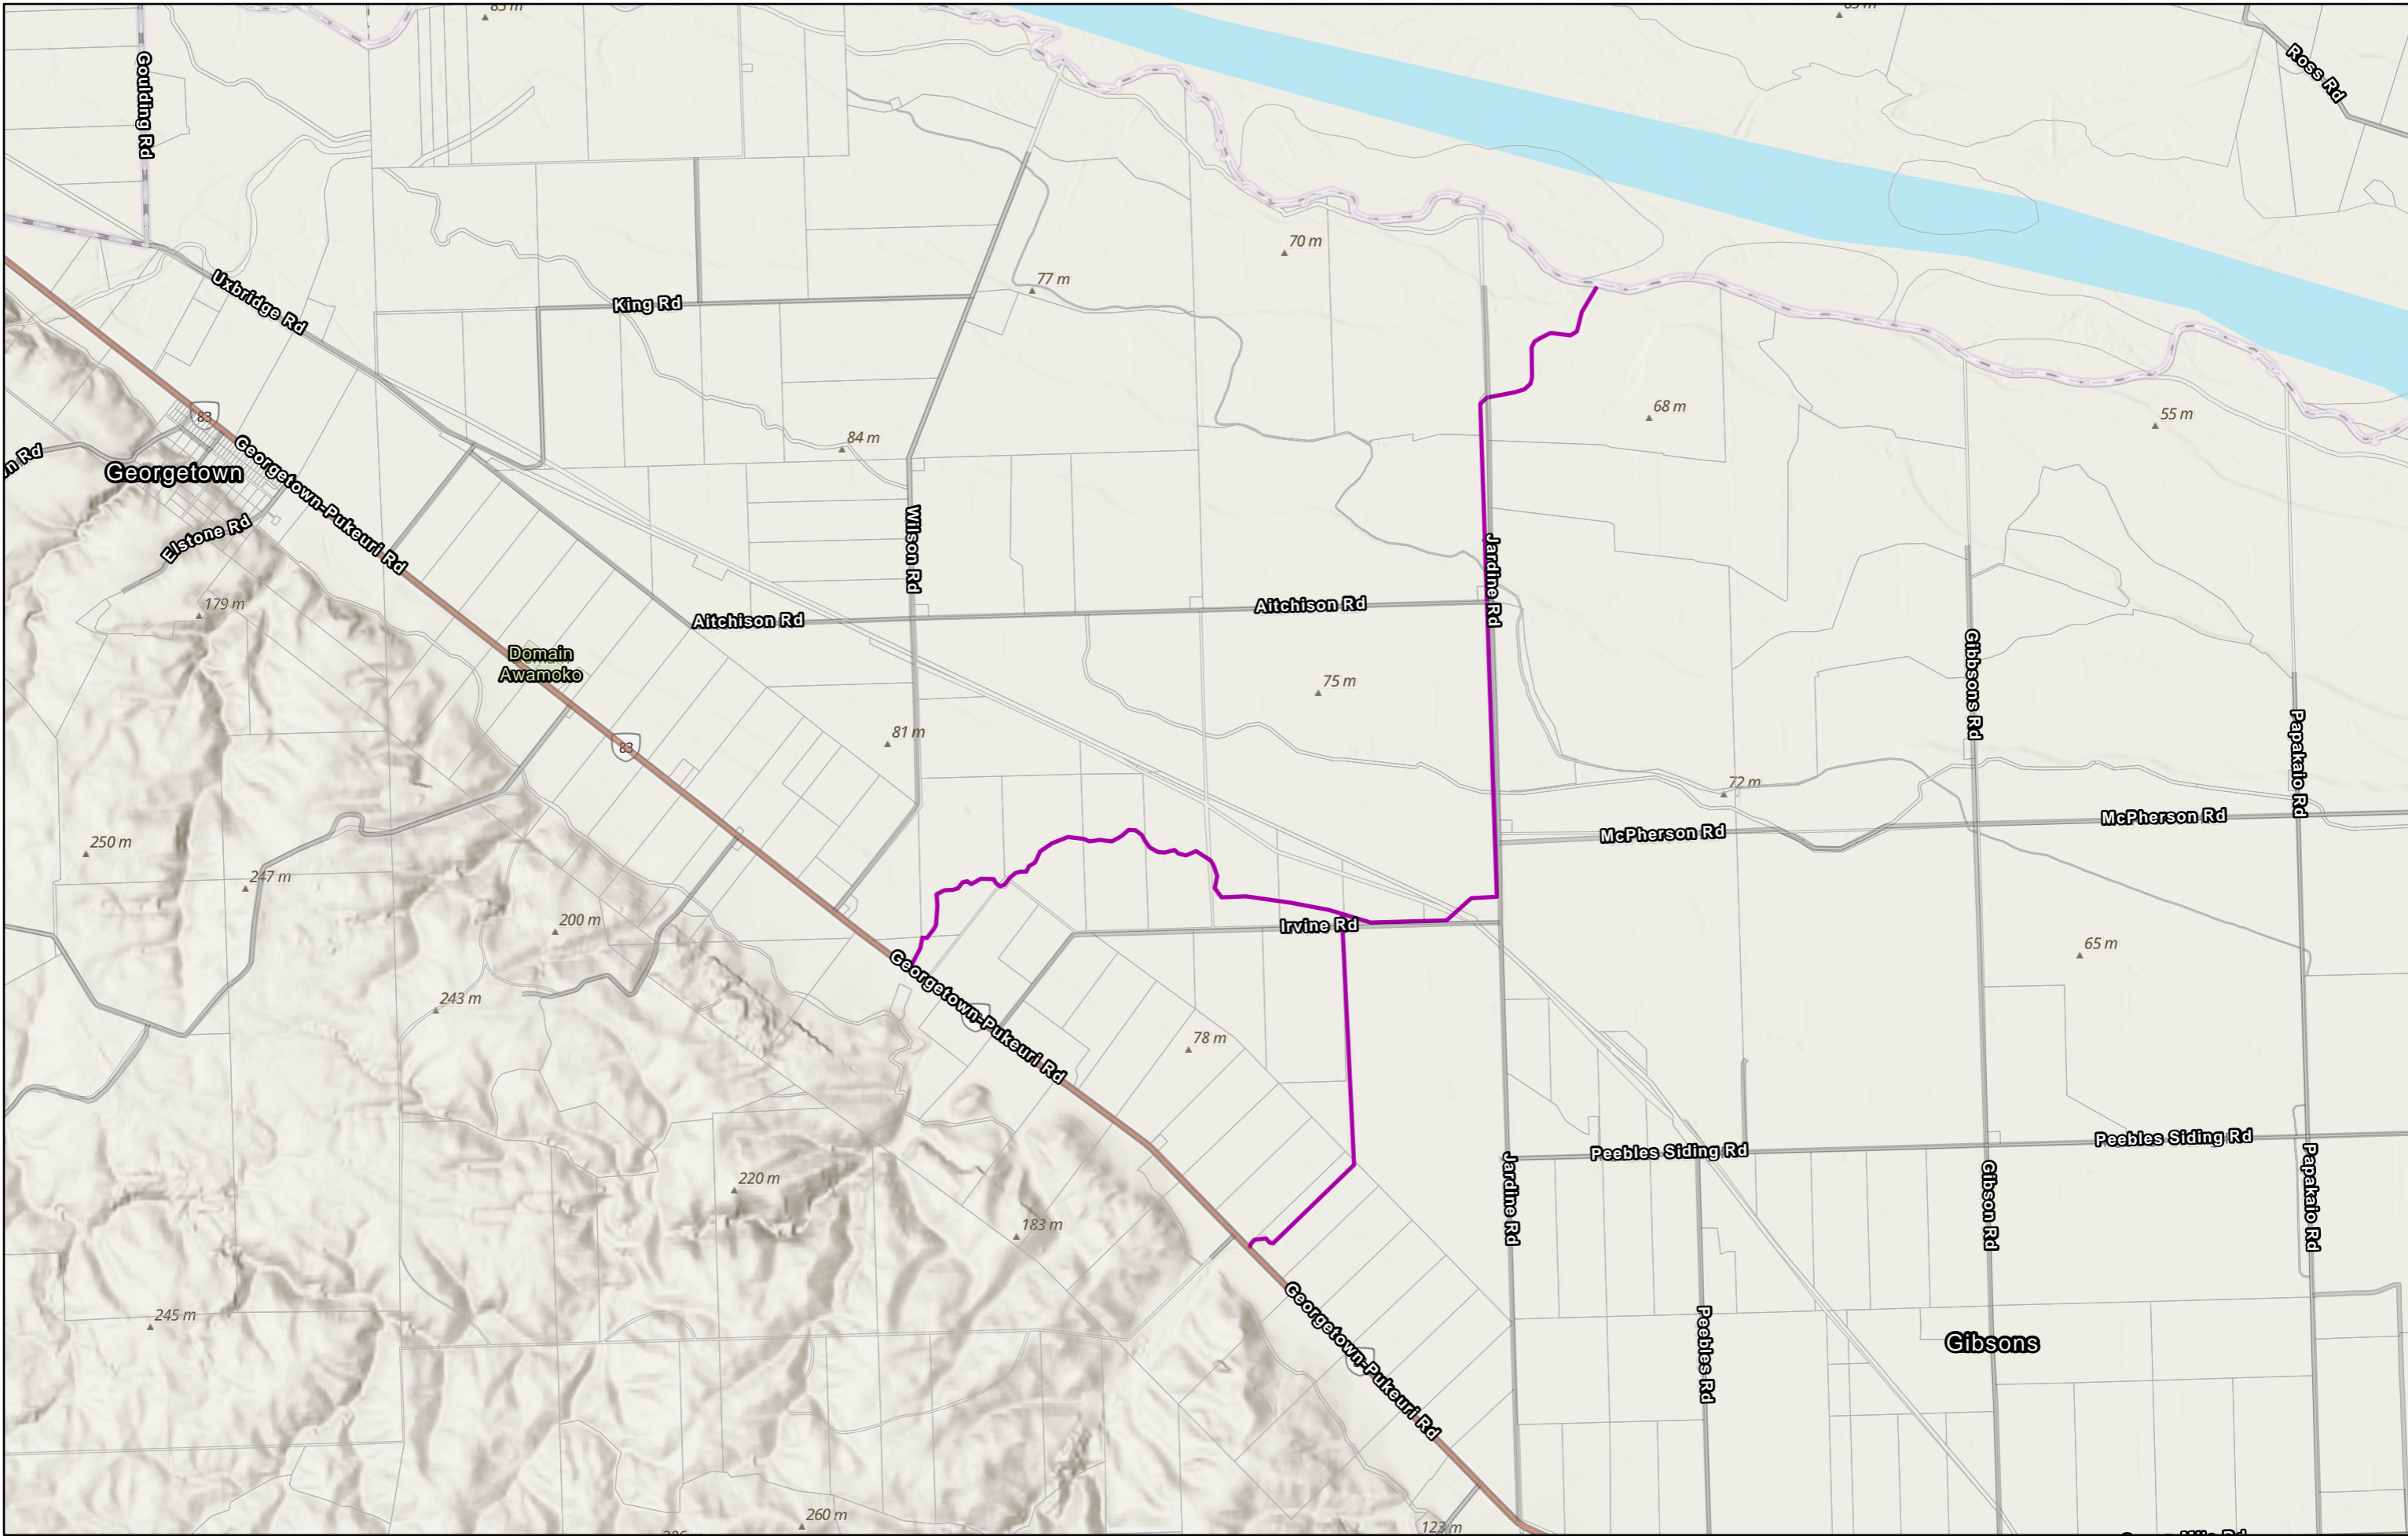 Goulding Rd
Ross Rd
70 m
77 m
Uxbridge Rd
King Rd
68 m
55 m
83
84 m
Georgetown
Georgetown-Pukeuri Rd
Elstone Rd
Wilson Rd
Jardine Rd
179 m
Aitchison Rd
Aitchison Rd
Domain
Awamoko
Gibbsons Rd
75 m
81 m
83
Papakaio Rd
72 m
McPherson Rd
McPherson Rd
250 m
247 m
200 m
Irvine Rd
65 m
243 m
Georgetown-Pukeuri Rd
78 m
Peebles Siding Rd
Peebles Siding Rd
220 m
Jardine Rd
Gibson Rd
Papakaio Rd
183 m
245 m
Georgetown-Pukeuri Rd
Peebles Rd
Gibsons
260 m
123 m